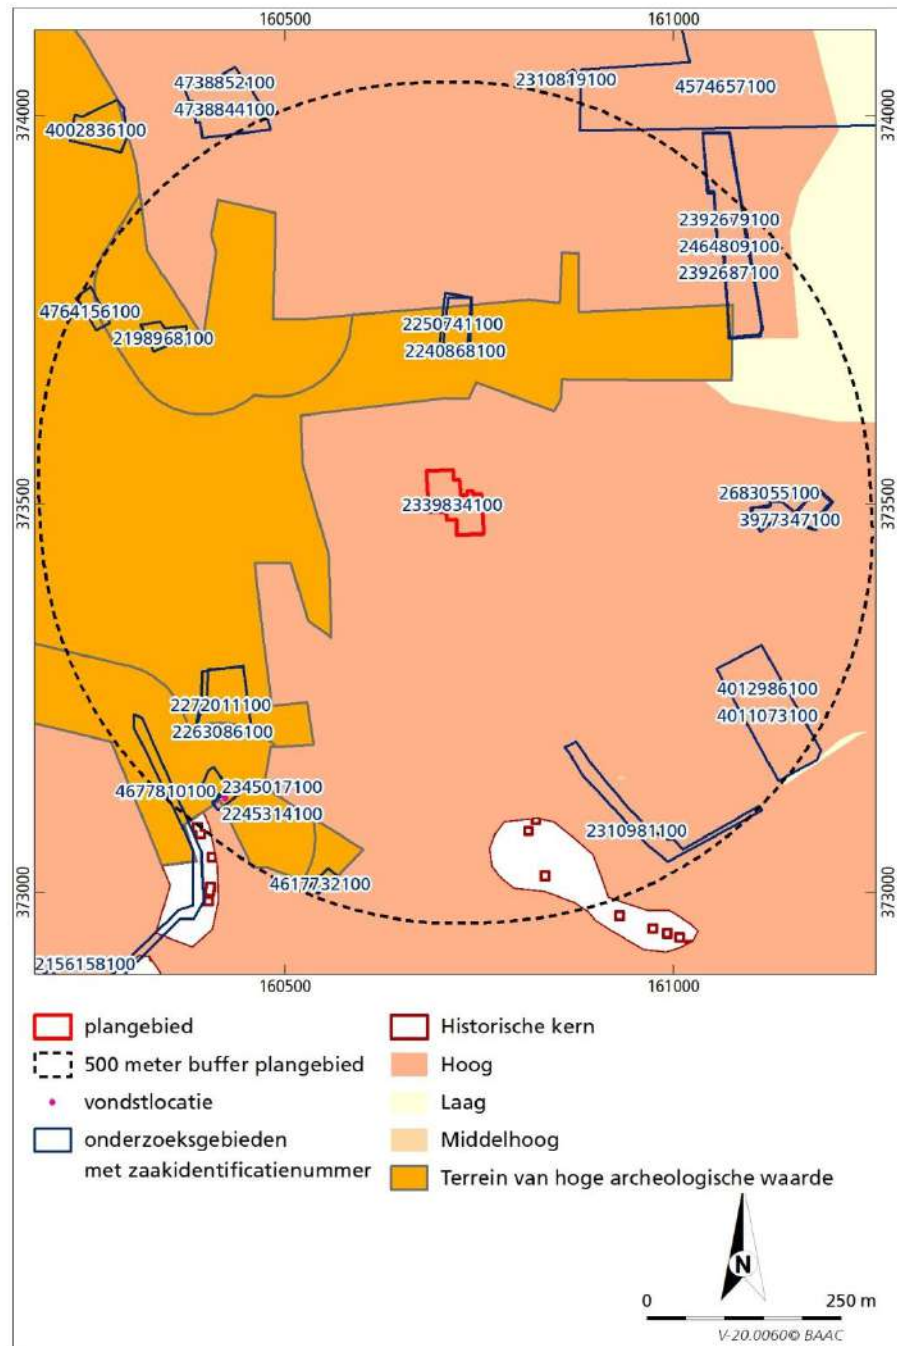 160500
161000
374000
374000
4738852100
4738844100
2310819100
4574657100
4002836100
2392679100
2464809100
2392687100
4764156100
2198968100
2250741100
2240868100
373500
373500
2339834100
2683055100
3977347100
2272011100
2263086100
4012986100
4011073100
4677810100
2345017100
2245314100
2310981100
373000
373000
4617732100
2156158100
160500
161000
plangebied
500 meter buffer plangebied
vondstlocatie
onderzoeksgebieden
met zaakidentificatienummer
Historische kern
Hoog
Laag
Middelhoog
Terrein van hoge archeologische waarde
N
0
250 m
V-20.0060© BAAC